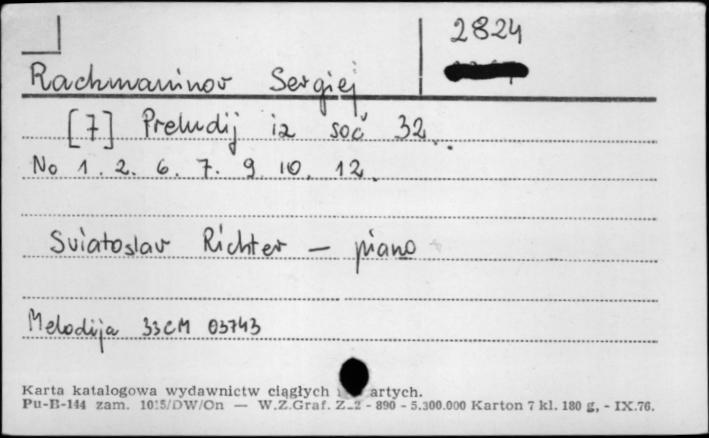 2824
Rachmaninov Sergiej
[7] Preludij iz soč 32.
No 1. 2. 6. 7. 9. 10. 12.
Sviatoslav Richter — piano
Melodija 33CM 03743
Karta katalogowa wydawnictw ciągłych artych.
Pu-B-144 zam. 1015/DW/On — W.Z.Graf. Z-2 - 890 - 5.300.000 Karton 7 kl. 180 g, - IX.76.